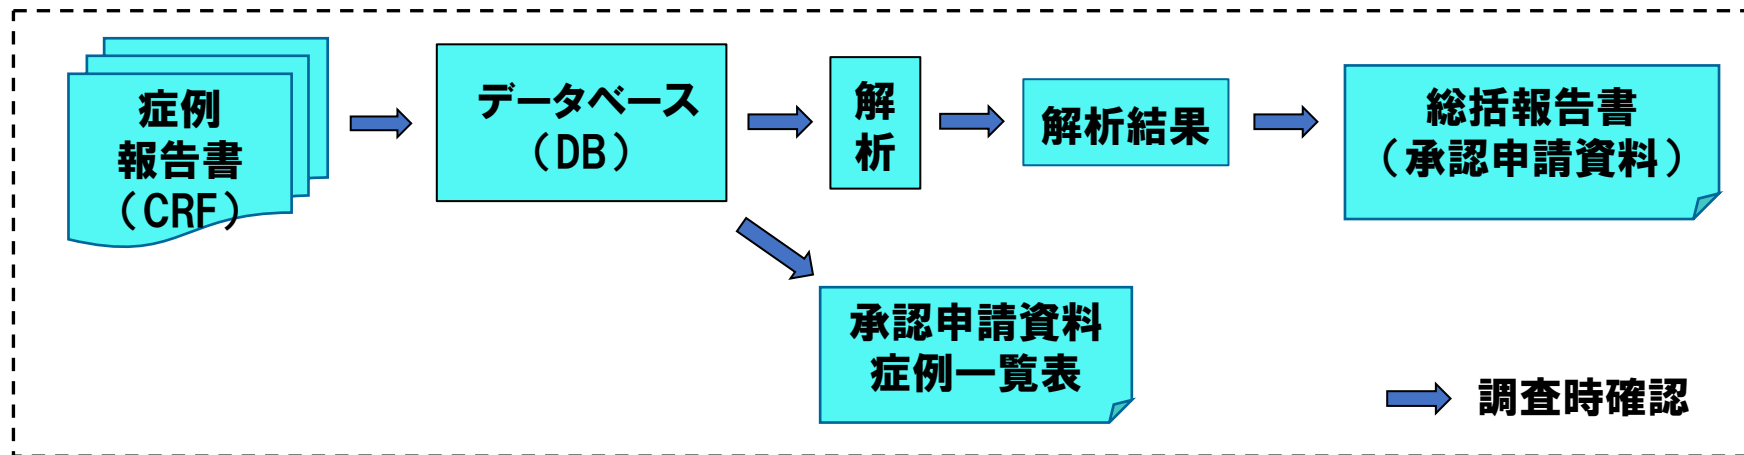 症例
報告書
（CRF）
データベース
（DB）
解
析
解析結果
総括報告書
（承認申請資料）
承認申請資料
症例一覧表
調査時確認